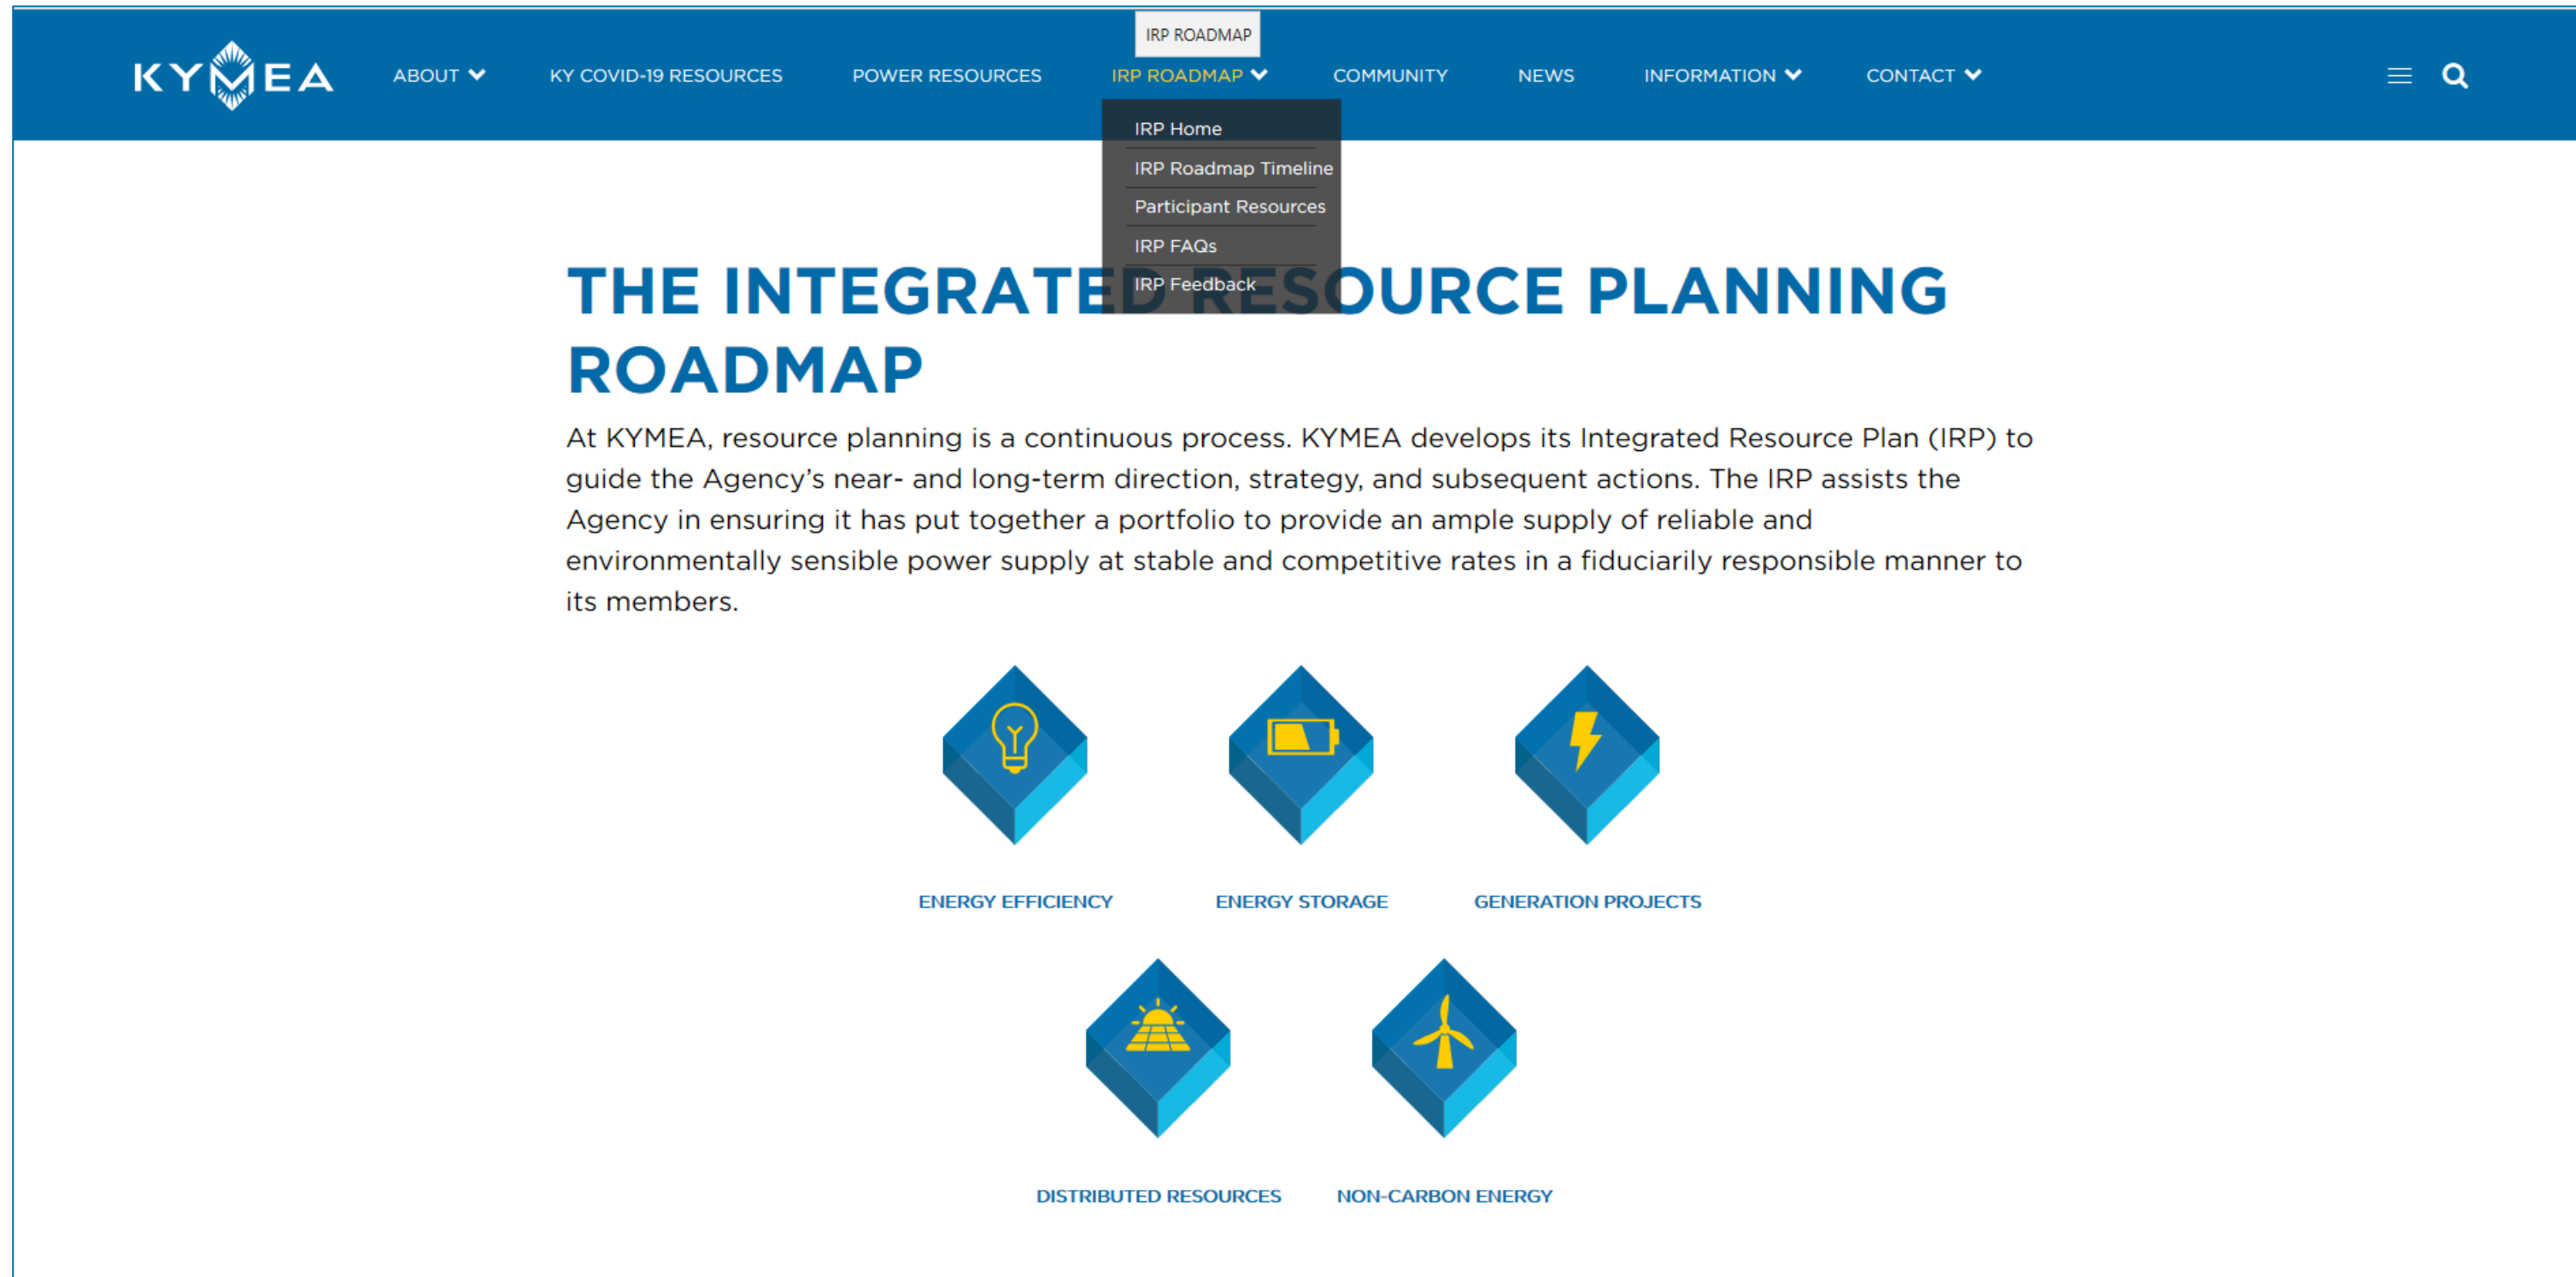 IRP ROADMAP
KYMEA ABOUT KY COVID-19 RESOURCES POWER RESOURCES IRP ROADMAP COMMUNITY NEWS INFORMATION CONTACT
IRP Home
IRP Roadmap Timeline
Participant Resources
IRP FAQs
IRP Feedback
THE INTEGRATED RESOURCE PLANNING
ROADMAP
At KYMEA, resource planning is a continuous process. KYMEA develops its Integrated Resource Plan (IRP) to
guide the Agency’s near- and long-term direction, strategy, and subsequent actions. The IRP assists the
Agency in ensuring it has put together a portfolio to provide an ample supply of reliable and
environmentally sensible power supply at stable and competitive rates in a fiduciarily responsible manner to
its members.
ENERGY EFFICIENCY ENERGY STORAGE GENERATION PROJECTS
DISTRIBUTED RESOURCES NON-CARBON ENERGY